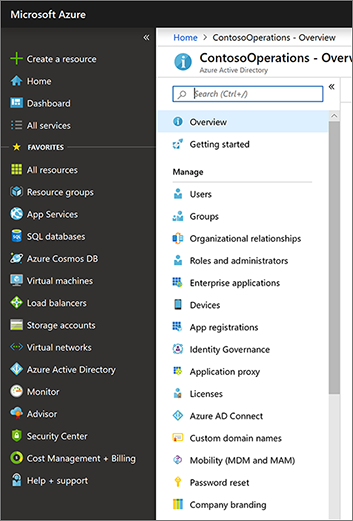 Microsoft Azure
«
Create a resource
Home
Dashboard
All services
FAVORITES
All resources
Resource groups
App Services
SQL databases
Azure Cosmos DB
Virtual machines
Load balancers
Storage accounts
Virtual networks
Azure Active Directory
Monitor
Advisor
Security Center
Cost Management + Billing
Help + support
Home > ContosoOperations - Overview
ContosoOperations - Overv
Azure Active Directory
Search (Ctrl+/)
«
Overview
Getting started
Manage
Users
Groups
Organizational relationships
Roles and administrators
Enterprise applications
Devices
App registrations
Identity Governance
Application proxy
Licenses
Azure AD Connect
Custom domain names
Mobility (MDM and MAM)
Password reset
Company branding